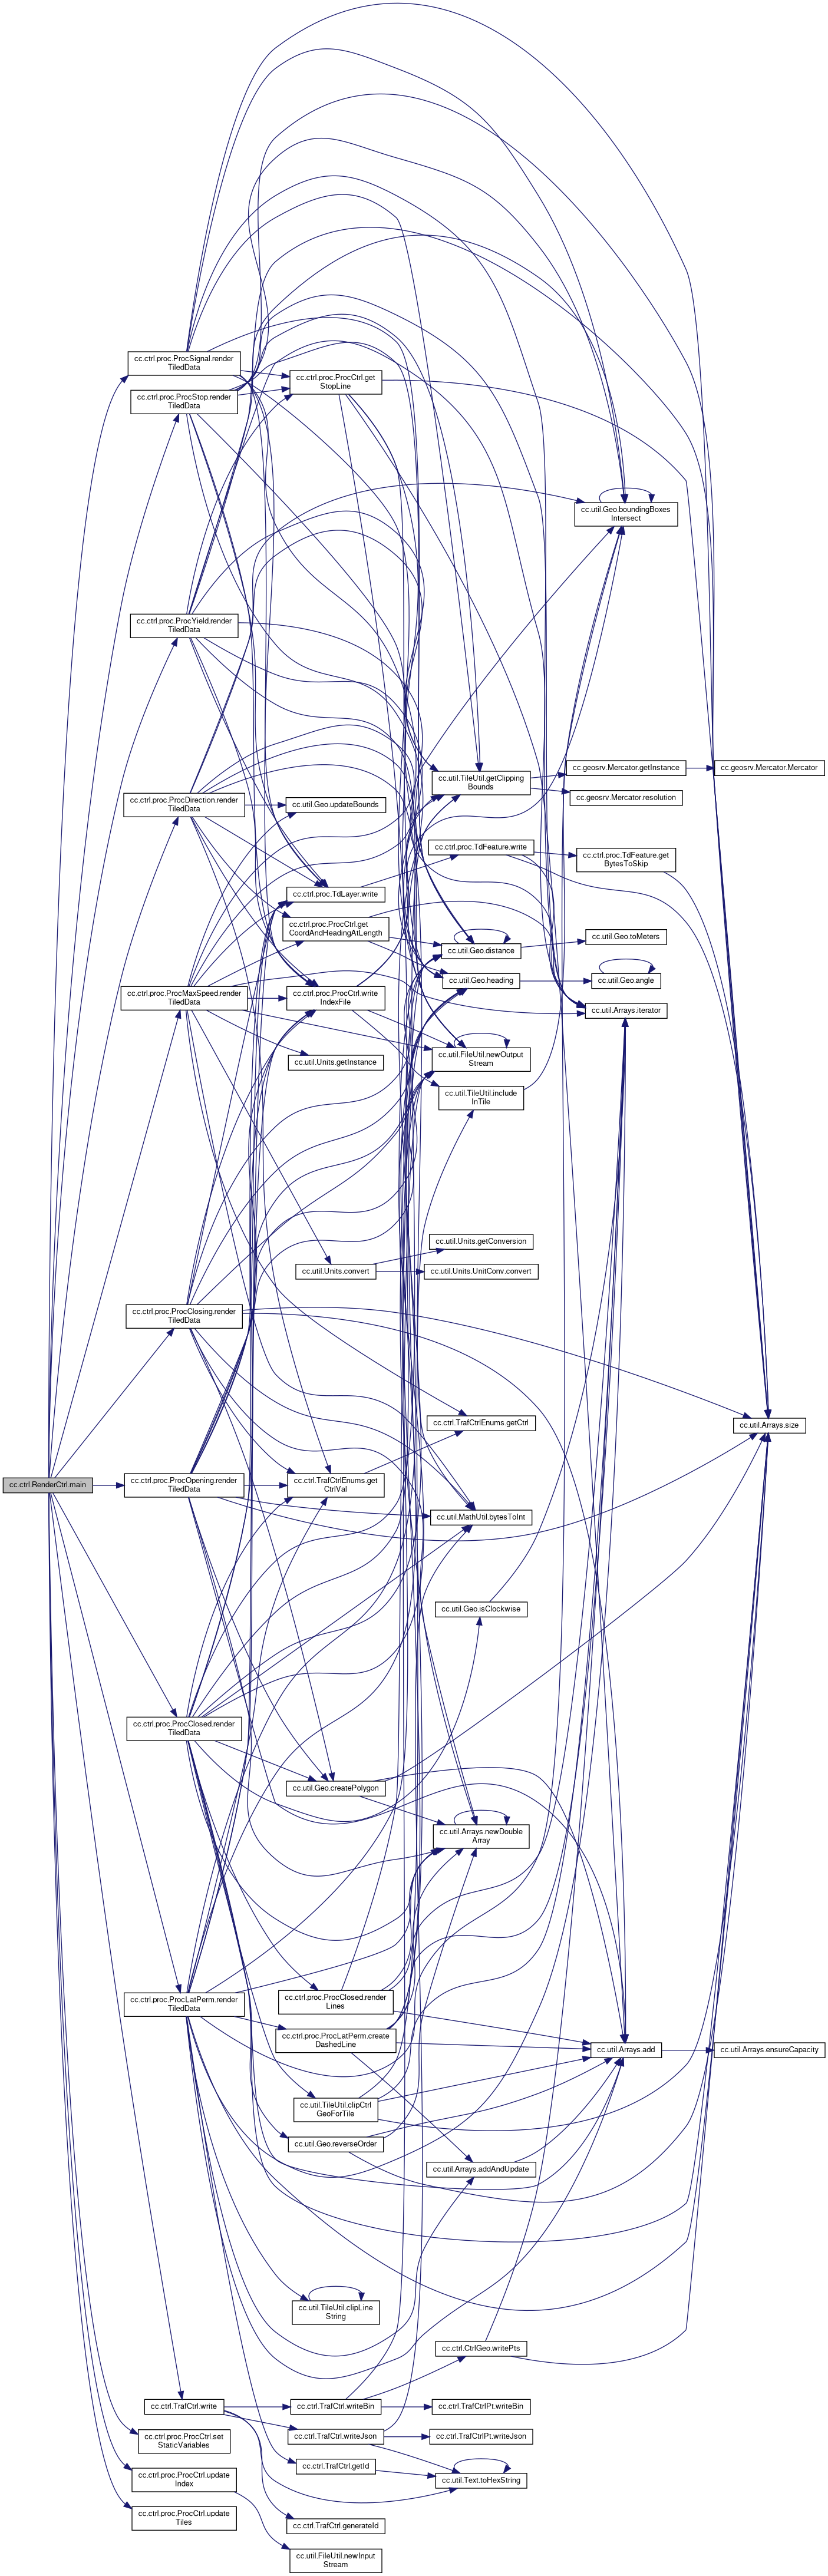 cc.ctrl.proc.ProcSignal.render
TiledData
cc.ctrl.proc.ProcCtrl.get
StopLine
cc.ctrl.proc.ProcStop.render
TiledData
cc.util.Geo.boundingBoxes
Intersect
cc.ctrl.proc.ProcYield.render
TiledData
cc.util.TileUtil.getClipping
Bounds
cc.geosrv.Mercator.getInstance
cc.geosrv.Mercator.Mercator
cc.geosrv.Mercator.resolution
cc.ctrl.proc.ProcDirection.render
TiledData
cc.util.Geo.updateBounds
cc.ctrl.proc.TdFeature.write
cc.ctrl.proc.TdFeature.get
BytesToSkip
cc.ctrl.proc.TdLayer.write
cc.ctrl.proc.ProcCtrl.get
CoordAndHeadingAtLength
cc.util.Geo.toMeters
cc.util.Geo.distance
cc.util.Geo.heading
cc.util.Geo.angle
cc.ctrl.proc.ProcMaxSpeed.render
TiledData
cc.ctrl.proc.ProcCtrl.write
IndexFile
cc.util.Arrays.iterator
cc.util.Units.getInstance
cc.util.FileUtil.newOutput
Stream
cc.util.TileUtil.include
InTile
cc.util.Units.getConversion
cc.util.Units.convert
cc.util.Units.UnitConv.convert
cc.ctrl.proc.ProcClosing.render
TiledData
cc.ctrl.TrafCtrlEnums.getCtrl
cc.util.Arrays.size
cc.ctrl.RenderCtrl.main
cc.ctrl.proc.ProcOpening.render
TiledData
cc.ctrl.TrafCtrlEnums.get
CtrlVal
cc.util.MathUtil.bytesToInt
cc.util.Geo.isClockwise
cc.ctrl.proc.ProcClosed.render
TiledData
cc.util.Geo.createPolygon
cc.util.Arrays.newDouble
Array
cc.ctrl.proc.ProcLatPerm.render
TiledData
cc.ctrl.proc.ProcClosed.render
Lines
cc.ctrl.proc.ProcLatPerm.create
DashedLine
cc.util.Arrays.add
cc.util.Arrays.ensureCapacity
cc.util.TileUtil.clipCtrl
GeoForTile
cc.util.Geo.reverseOrder
cc.util.Arrays.addAndUpdate
cc.util.TileUtil.clipLine
String
cc.ctrl.CtrlGeo.writePts
cc.ctrl.TrafCtrl.write
cc.ctrl.TrafCtrl.writeBin
cc.ctrl.TrafCtrlPt.writeBin
cc.ctrl.proc.ProcCtrl.set
StaticVariables
cc.ctrl.TrafCtrl.writeJson
cc.ctrl.TrafCtrlPt.writeJson
cc.ctrl.TrafCtrl.getId
cc.util.Text.toHexString
cc.ctrl.proc.ProcCtrl.update
Index
cc.ctrl.proc.ProcCtrl.update
Tiles
cc.ctrl.TrafCtrl.generateId
cc.util.FileUtil.newInput
Stream